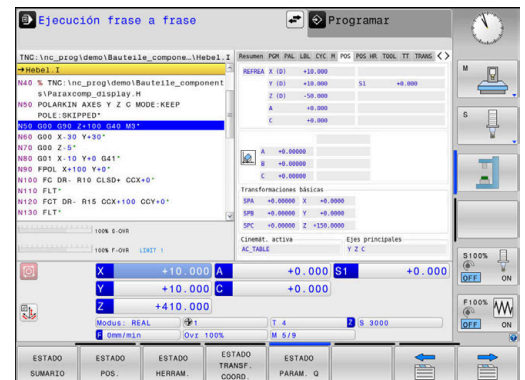 Ejecución frase a frase
Programar
TNC:\nc_prog\demo\Bauteile_compone…\Hebel.I
→Hebel.I
N40 % TNC:\nc_prog\demo\Bauteile_component
s\Paraxcomp_display.H
N50 POLARKIN AXES Y Z C MODE:KEEP
POLE:SKIPPED*
N50 G00 G90 Z+100 G40 M3*
N60 G00 X-30 Y+30*
N70 G00 Z-5*
N80 G01 X-10 Y+0 G41*
N90 FPOL X+100 Y+0*
N100 FC DR- R10 CLSD+ CCX+0*
N110 FLT*
N120 FCT DR- R15 CCX+100 CCY+0*
N130 FLT*
100% S-OVR
100% F-OVR LIMIT 1
Resumen PGM PAL LBL CYC M POS POS HR TOOL TT TRANS
REFREA X (D) +10.000
Y (D) +10.000 S1 +0.000
Z (D) -50.000
A +0.000
C +0.000
A +0.00000
B +0.00000
C +0.00000
Transformaciones básicas
SPA +0.00000 X +0.0000
SPB +0.00000 Y +0.0000
SPC +0.00000 Z +150.0000
Cinemát. activa Ejes principales
AC_TABLE Y Z C
X +10.000 A +0.000 S1 +0.000
Y +10.000 C +0.000
Z +410.000
Modus: REAL 1 T 4 Z S 3000
F 0mm/min Ovr 100% M 5/9
M
S
S100%
OFF ON
F100%
OFF ON
ESTADO SUMARIO
ESTADO POS.
ESTADO HERRAM.
ESTADO TRANSF. COORD.
ESTADO PARAM. Q